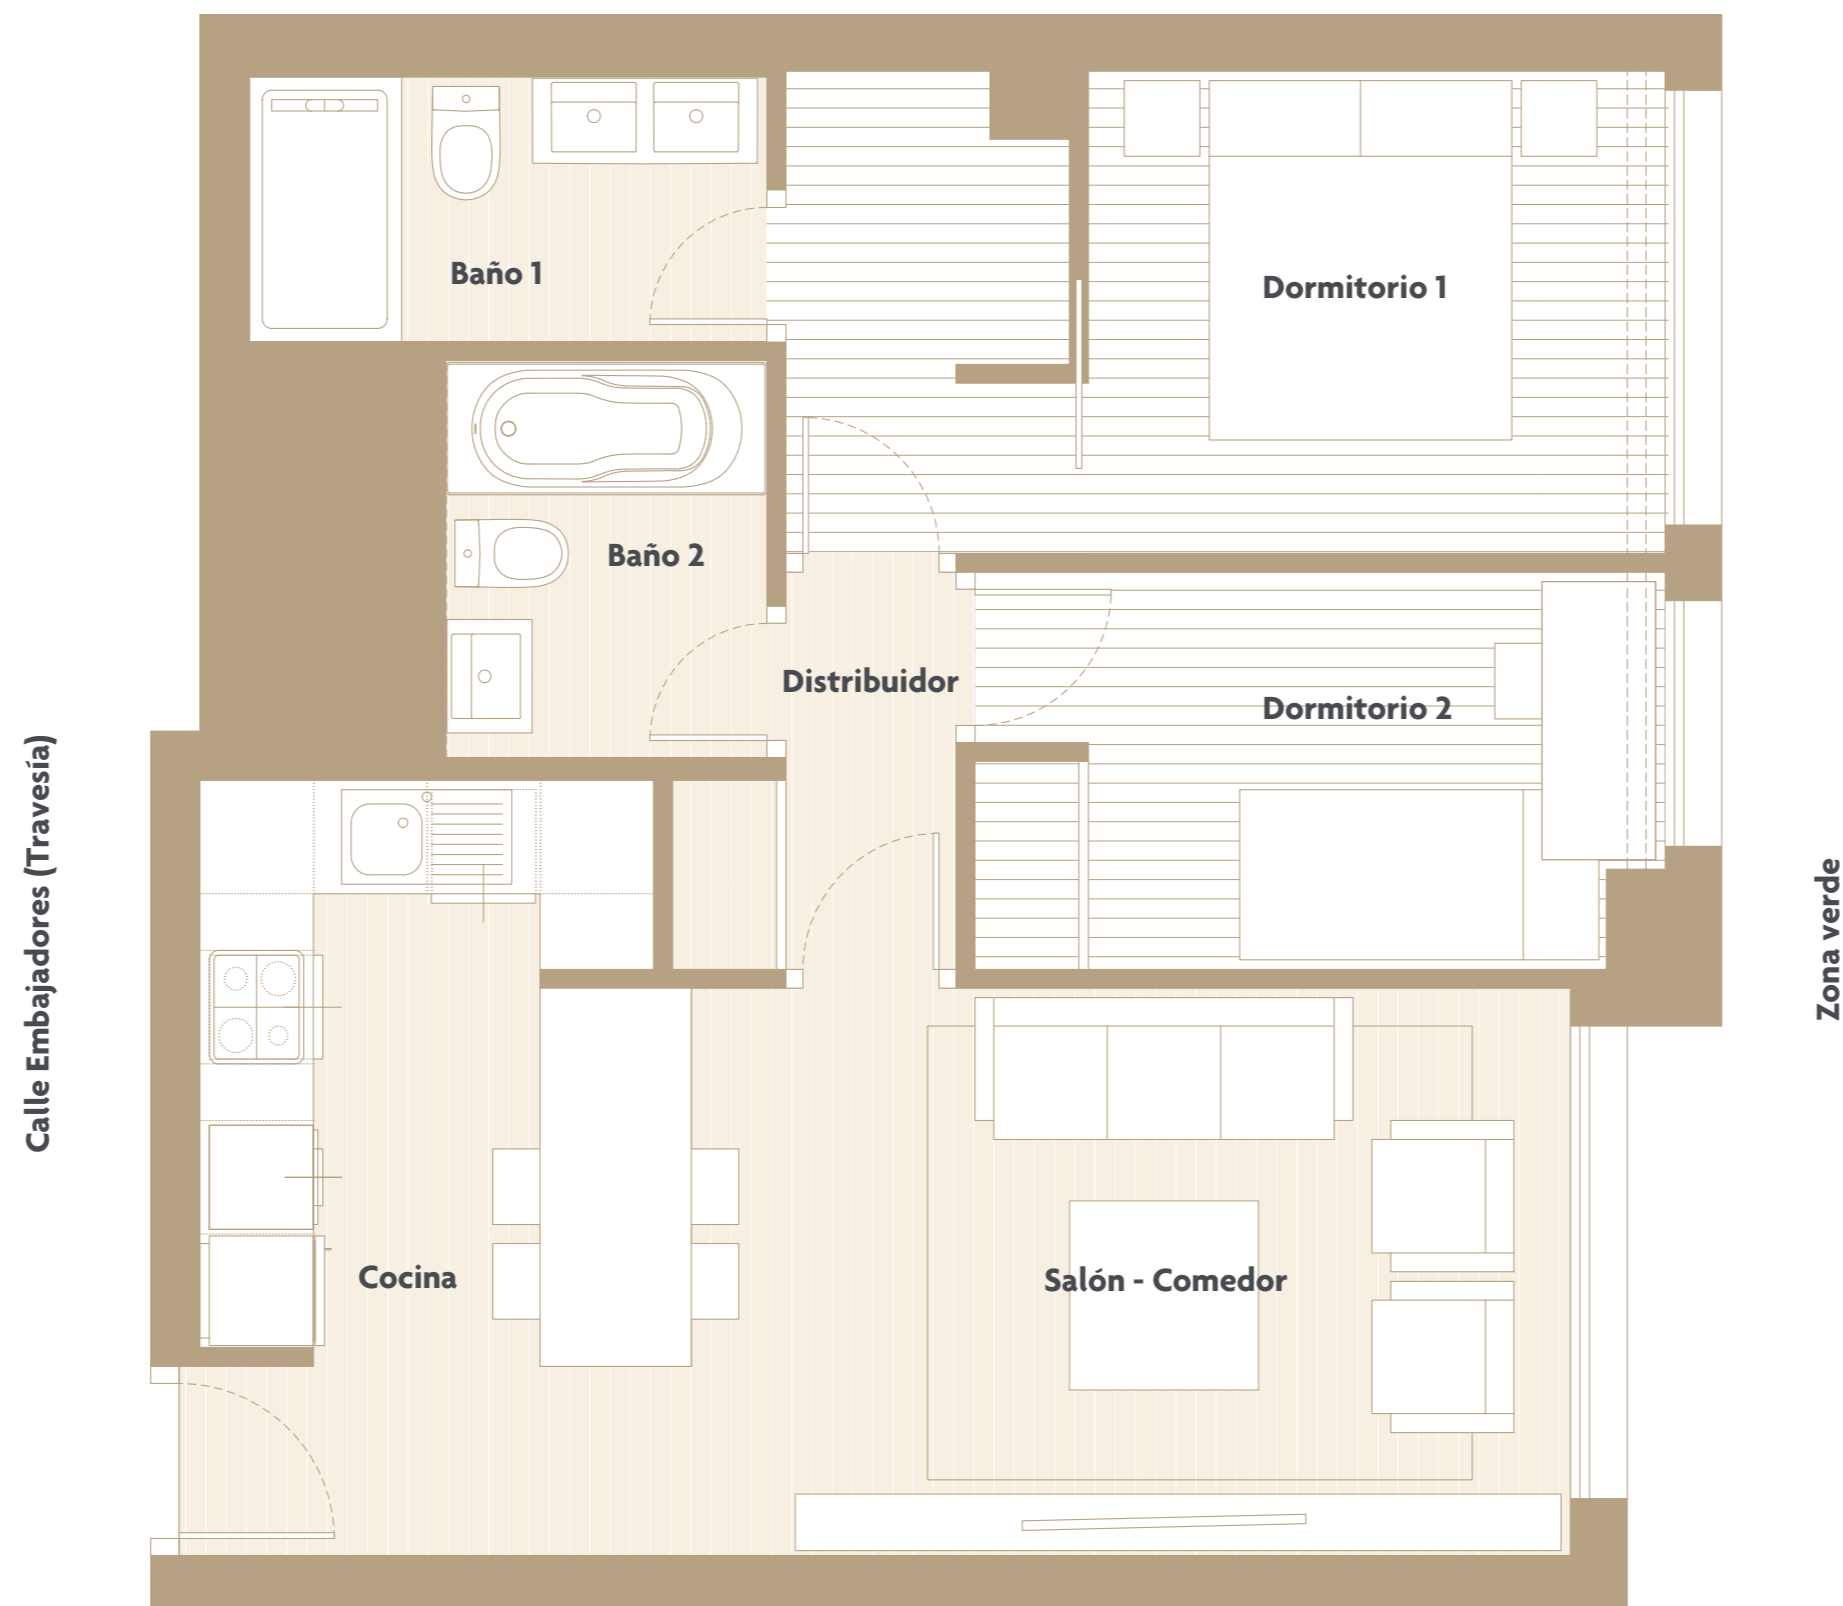 Baño 1
Dormitorio 1
Baño 2
Distribuidor
Dormitorio 2
Calle Embajadores (Travesía)
Zona verde
Cocina
Salón - Comedor